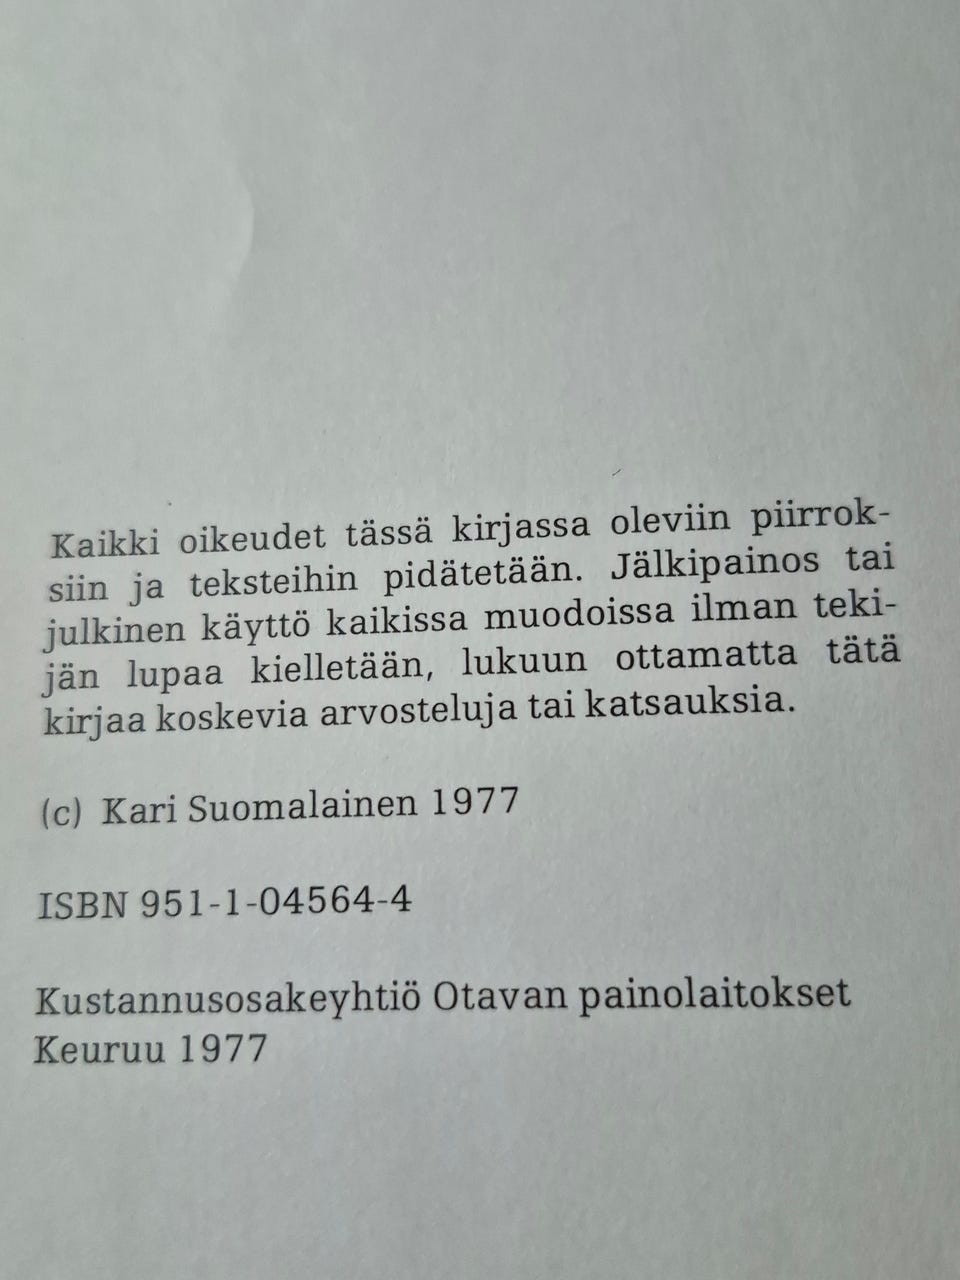 Kaikki oikeudet tässä kirjassa oleviin piirrok-
siin ja teksteihin pidätetään. Jälkipainos tai
julkinen käyttö kaikissa muodoissa ilman teki-
jän lupaa kielletään, lukuun ottamatta tätä
kirjaa koskevia arvosteluja tai katsauksia.
(c) Kari Suomalainen 1977
ISBN 951-1-04564-4
Kustannusosakeyhtiö Otavan painolaitokset
Keuruu 1977